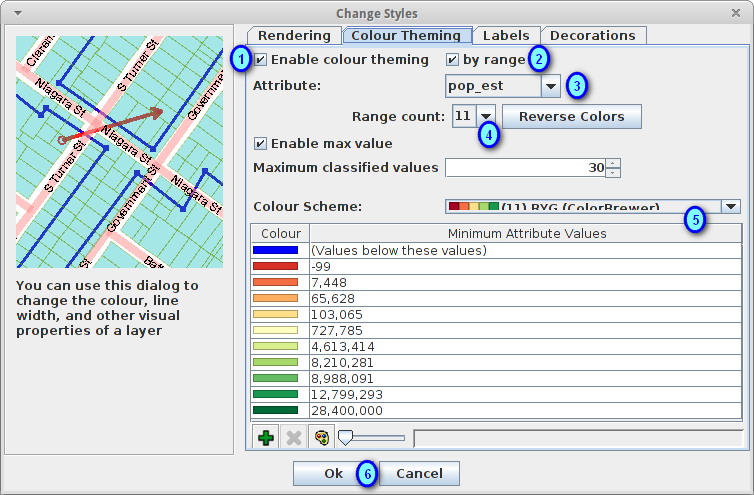 Change Styles
Claren
S Turner St
Niagara St
Government
Niagara St
S Turner St
Government St
Niagara St
Bat
You can use this dialog to
change the colour, line
width, and other visual
properties of a layer
Rendering Colour Theming Labels Decorations
1 Enable colour theming by range 2
Attribute: pop_est 3
Range count: 11 Reverse Colors
4
Enable max value
Maximum classified values 30
Colour Scheme: (11) RYG (ColorBrewer)
5
Colour Minimum Attribute Values
(Values below these values)
-99
7,448
65,628
103,065
727,785
4,613,414
8,210,281
8,988,091
12,799,293
28,400,000
Ok 6 Cancel